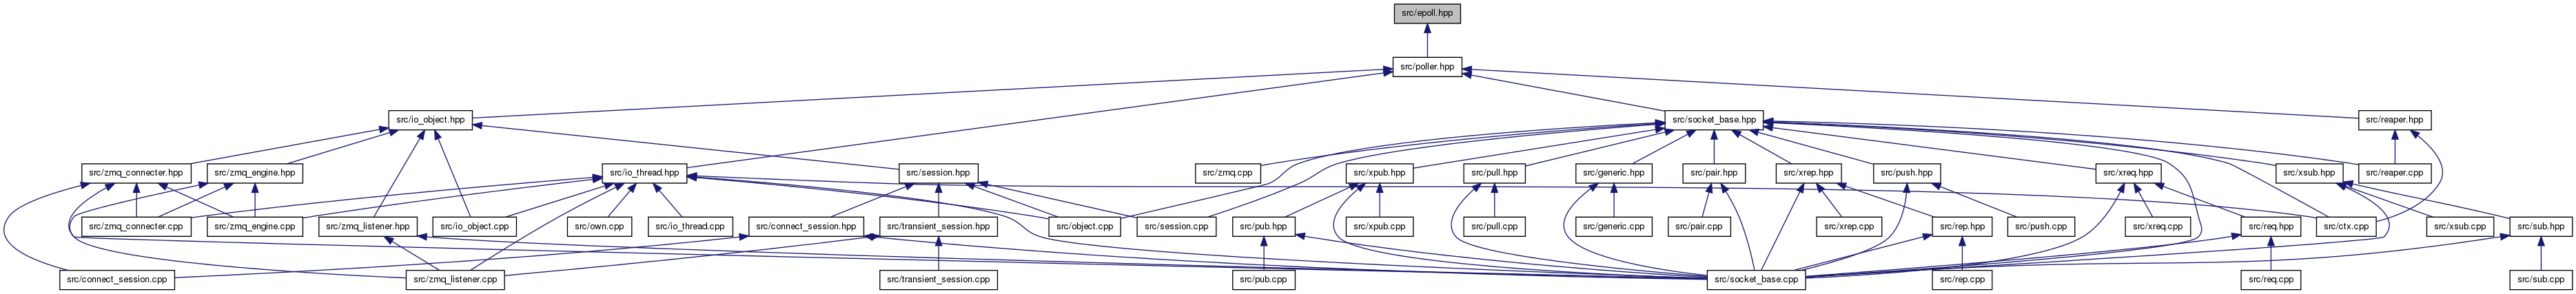 src/epoll.hpp
src/poller.hpp
src/io_object.hpp
src/socket_base.hpp
src/reaper.hpp
src/zmq_connecter.hpp
src/zmq_engine.hpp
src/io_thread.hpp
src/session.hpp
src/zmq.cpp
src/xpub.hpp
src/pull.hpp
src/generic.hpp
src/pair.hpp
src/xrep.hpp
src/push.hpp
src/xreq.hpp
src/xsub.hpp
src/reaper.cpp
src/zmq_connecter.cpp
src/zmq_engine.cpp
src/zmq_listener.hpp
src/io_object.cpp
src/own.cpp
src/io_thread.cpp
src/connect_session.hpp
src/transient_session.hpp
src/object.cpp
src/session.cpp
src/pub.hpp
src/xpub.cpp
src/pull.cpp
src/generic.cpp
src/pair.cpp
src/xrep.cpp
src/rep.hpp
src/push.cpp
src/xreq.cpp
src/req.hpp
src/ctx.cpp
src/xsub.cpp
src/sub.hpp
src/connect_session.cpp
src/zmq_listener.cpp
src/transient_session.cpp
src/pub.cpp
src/socket_base.cpp
src/rep.cpp
src/req.cpp
src/sub.cpp